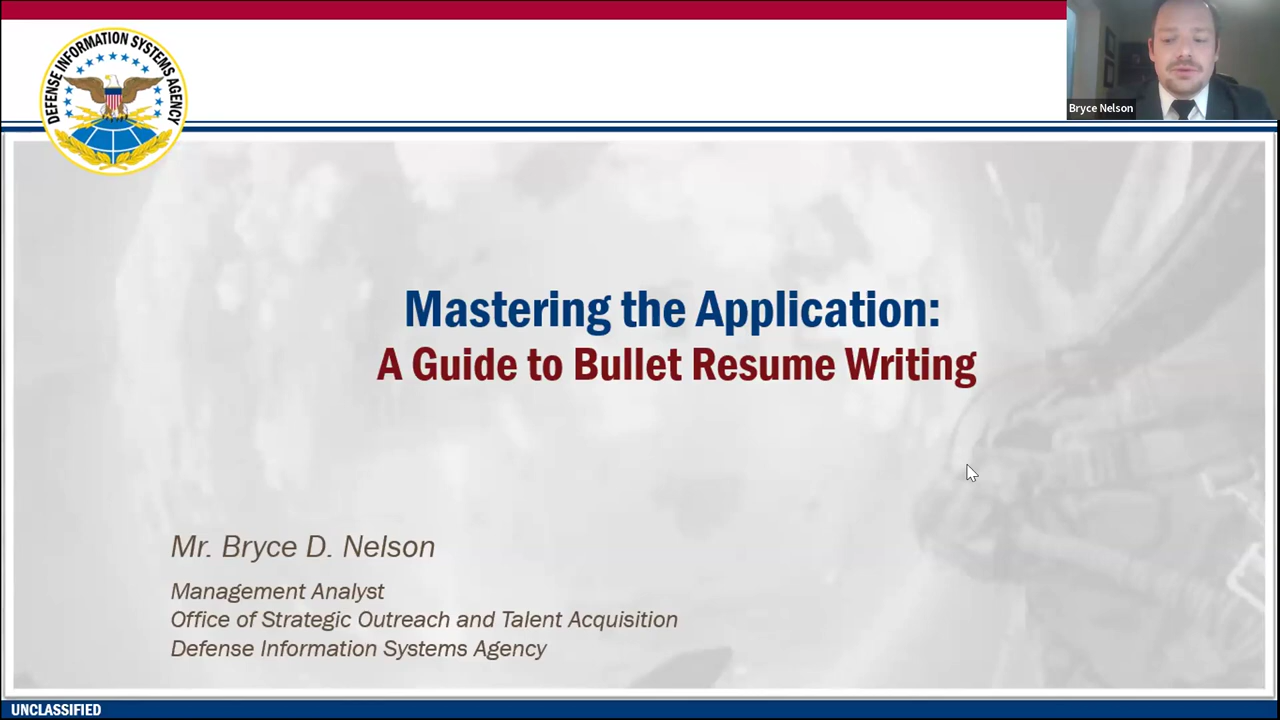 DEFENSE INFORMATION SYSTEMS AGENCY
Bryce Nelson
Mastering the Application:
A Guide to Bullet Resume Writing
Mr. Bryce D. Nelson
Management Analyst
Office of Strategic Outreach and Talent Acquisition
Defense Information Systems Agency
UNCLASSIFIED